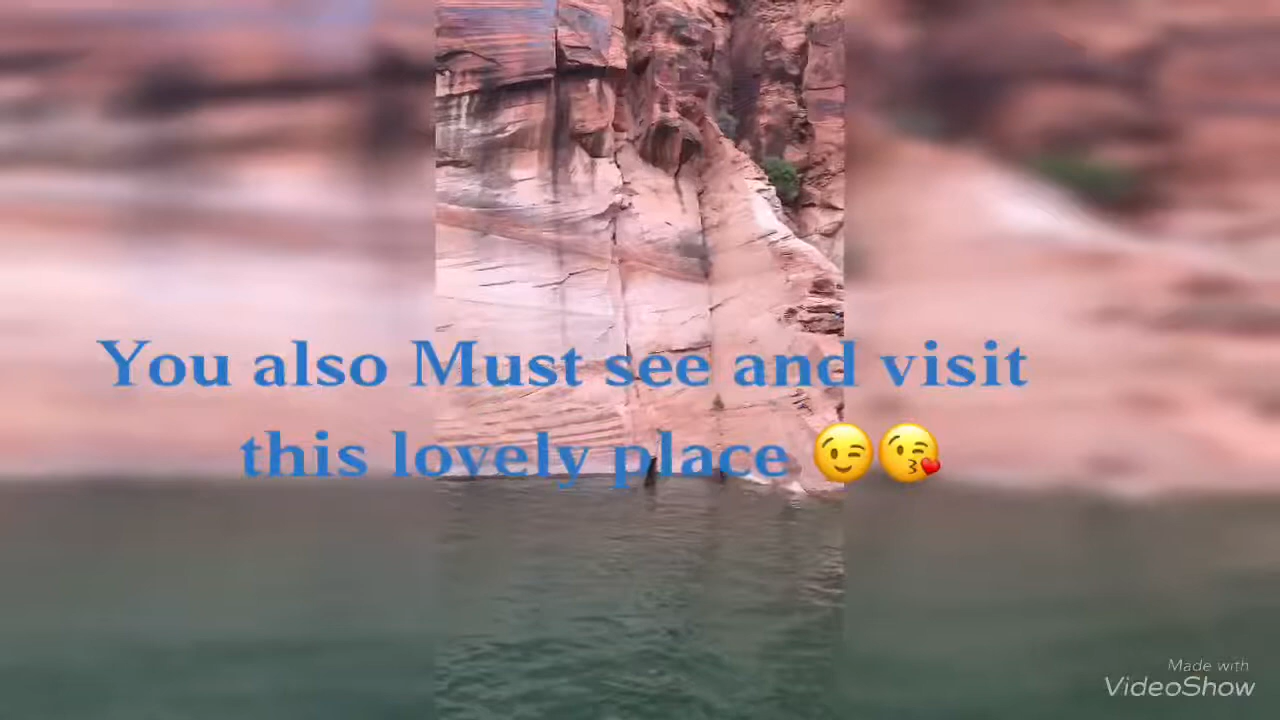 You also Must see and visit
this lovely place 😉😘
Made with
VideoShow